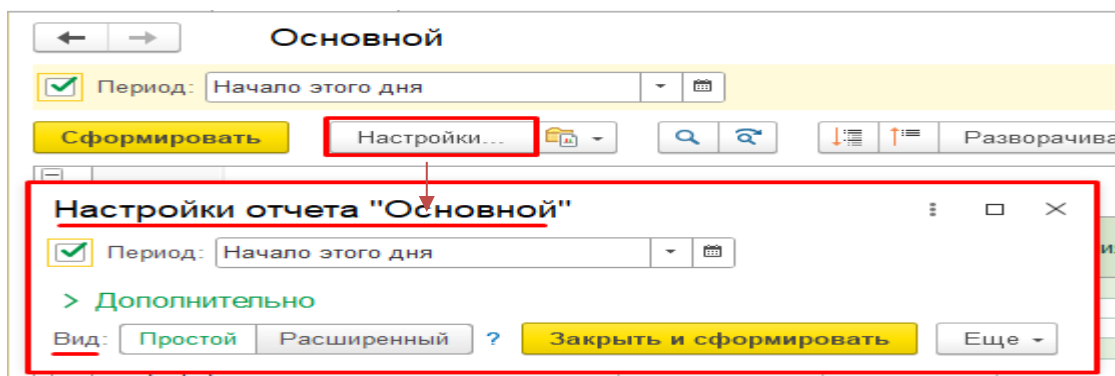 Основной
Период: Начало этого дня
Сформировать Настройки... Разворачива
Настройки отчета "Основной"
Период: Начало этого дня
> Дополнительно
Вид: Простой Расширенный ? Закрыть и сформировать Еще